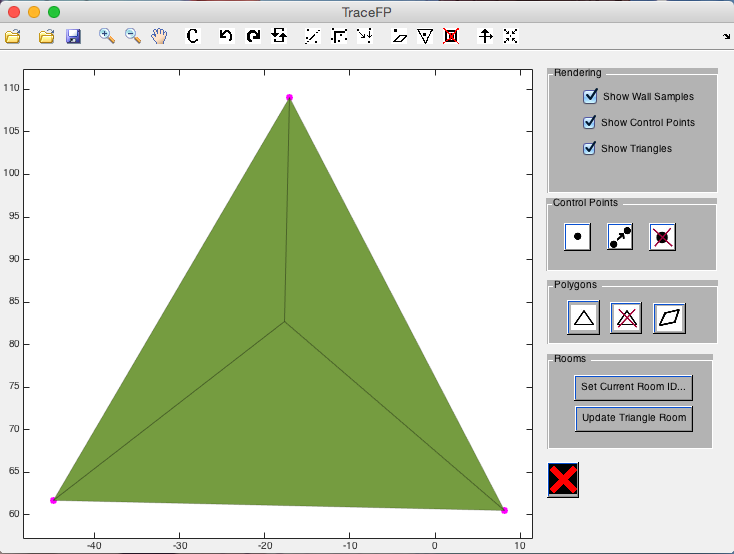 TraceFP
C
110
105
100
95
90
85
80
75
70
65
60
-40
-30
-20
-10
0
10
Rendering
Show Wall Samples
Show Control Points
Show Triangles
Control Points
Polygons
Rooms
Set Current Room ID...
Update Triangle Room